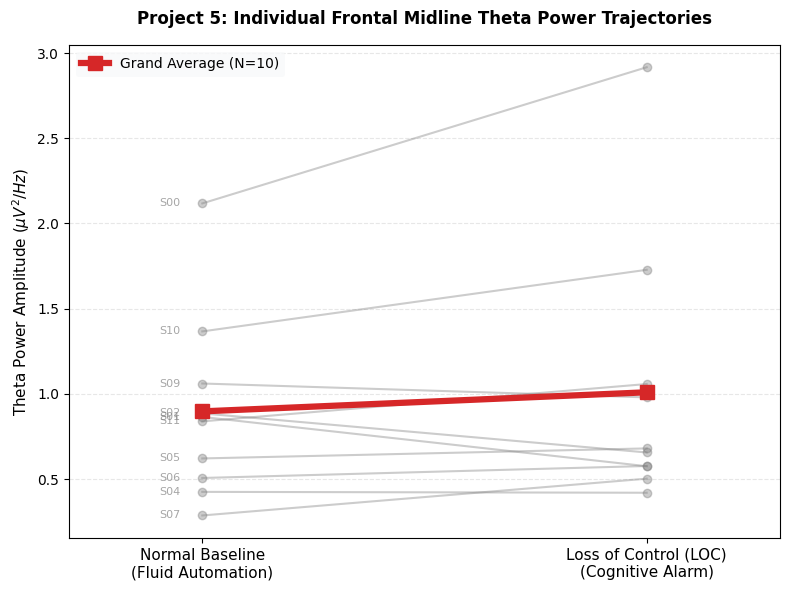 Project 5: Individual Frontal Midline Theta Power Trajectories
Grand Average (N=10)
Theta Power Amplitude (μV²/Hz)
3.0
2.5
2.0
1.5
1.0
0.5
S00
S10
S09
S02
S11
S05
S06
S04
S07
Normal Baseline
(Fluid Automation)
Loss of Control (LOC)
(Cognitive Alarm)